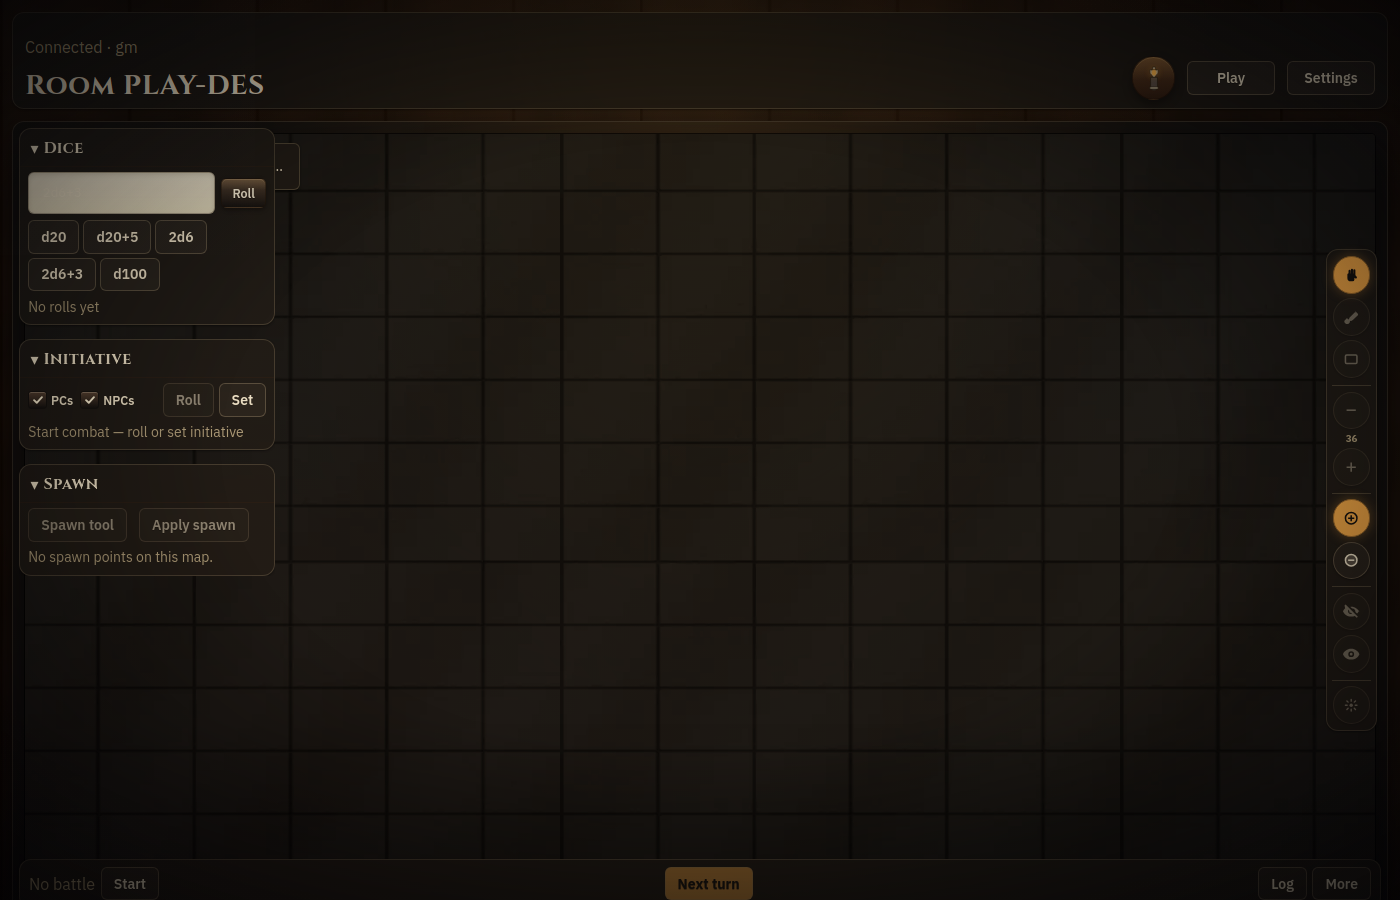 Connected · gm
Room PLAY-DES
Play
Settings
▾ Dice
..
Roll
d20
d20+5
2d6
2d6+3
d100
No rolls yet
▾ Initiative
PCs
NPCs
Roll
Set
Start combat — roll or set initiative
▾ Spawn
Spawn tool
Apply spawn
No spawn points on this map.
36
No battle
Start
Next turn
Log
More